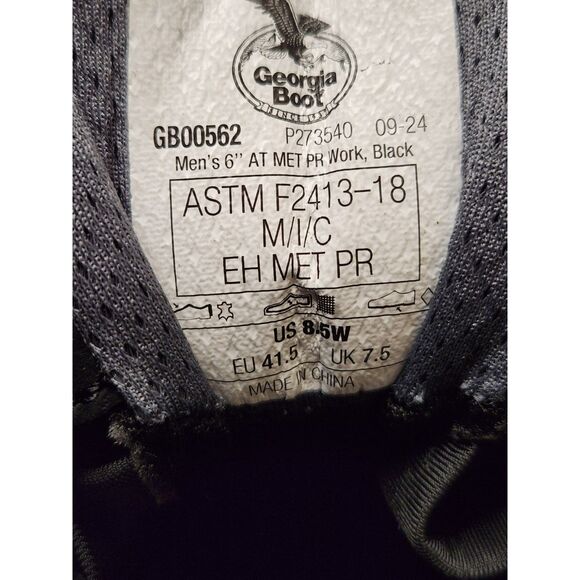 Georgia
Boot
GB00562 P273540 09-24
Men's 6" AT MET PR Work, Black
ASTM F2413-18
M/I/C
EH MET PR
US 8.5W
EU 41.5 UK 7.5
MADE IN CHINA